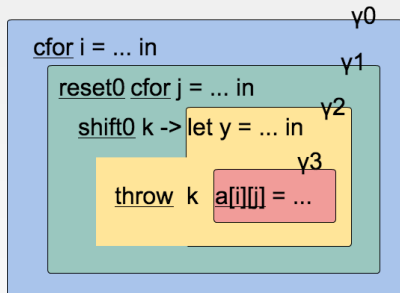 γ0
cfor i = ... in
γ1
reset0 cfor j = ... in
γ2
shift0 k -> let y = ... in
γ3
throw k a[i][j] = ...